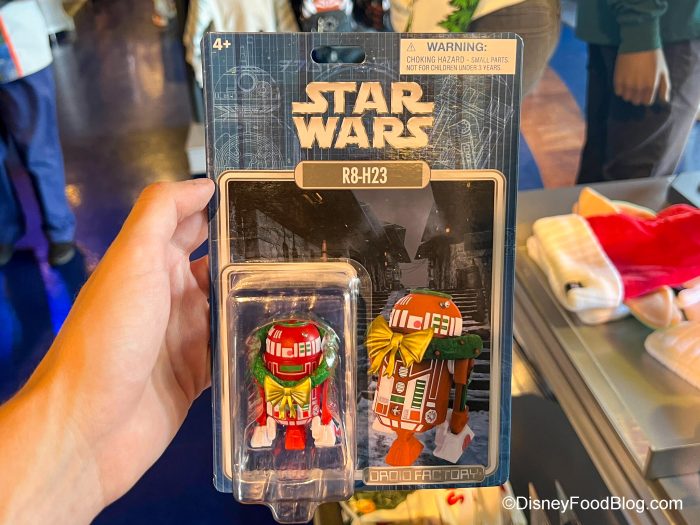 4+
WARNING:
CHOKING HAZARD - SMALL PARTS.
NOT FOR CHILDREN UNDER 3 YEARS.
STAR
WARS
R8-H23
DROID FACTORY
©DisneyFoodBlog.com